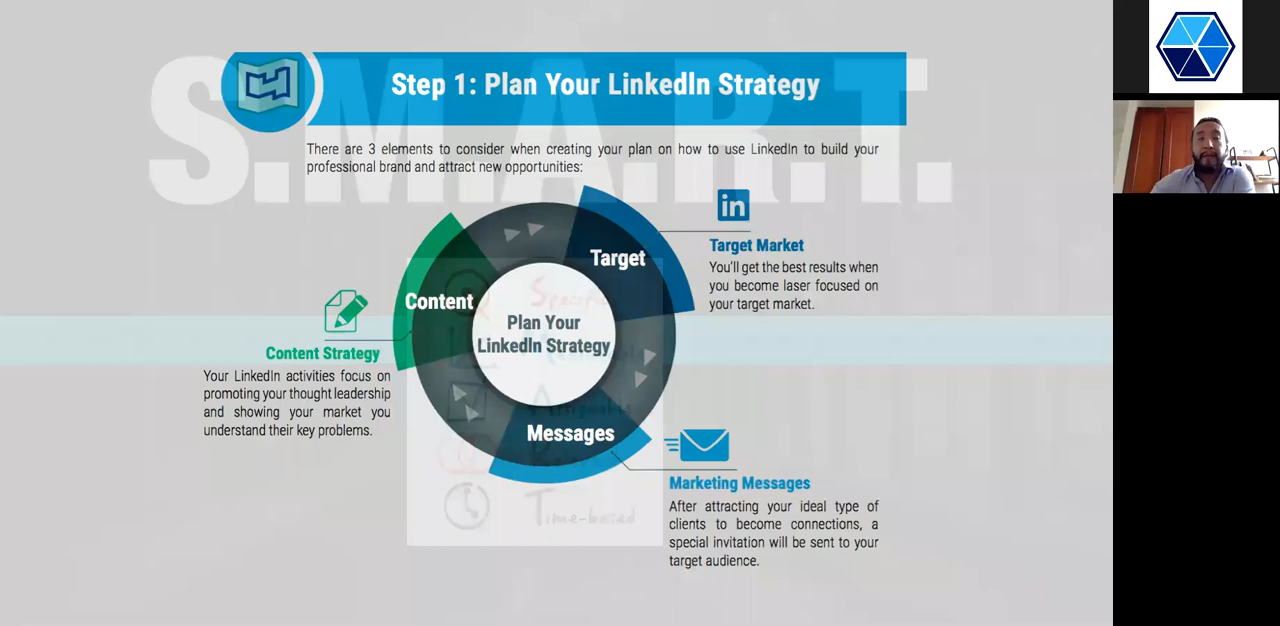 S.M.A.R.T.
Step 1: Plan Your LinkedIn Strategy
There are 3 elements to consider when creating your plan on how to use LinkedIn to build your
professional brand and attract new opportunities:
in
Target
Target Market
You'll get the best results when
you become laser focused on
your target market.
Content
Plan Your
LinkedIn Strategy
Content Strategy
Your LinkedIn activities focus on
promoting your thought leadership
and showing your market you
understand their key problems.
Messages
Marketing Messages
After attracting your ideal type of
clients to become connections, a
special invitation will be sent to your
target audience.
Time-based